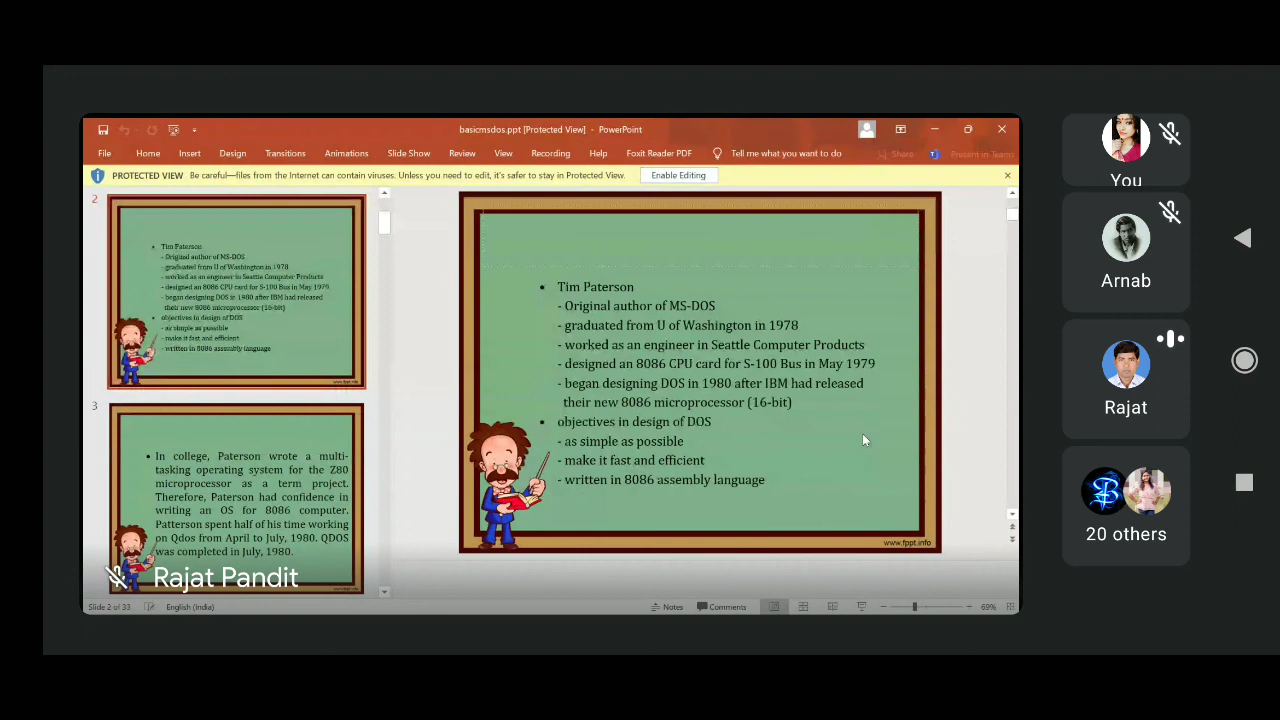 basicmsdos.ppt [Protected View] - PowerPoint
File Home Insert Design Transitions Animations Slide Show Review View Recording Help Foxit Reader PDF Tell me what you want to do Share Present in Teams
PROTECTED VIEW Be careful—files from the Internet can contain viruses. Unless you need to edit, it's safer to stay in Protected View. Enable Editing
2
• Tim Paterson
- Original author of MS-DOS
- graduated from U of Washington in 1978
- worked as an engineer in Seattle Computer Products
- designed an 8086 CPU card for S-100 Bus in May 1979
- began designing DOS in 1980 after IBM had released
their new 8086 microprocessor (16-bit)
• objectives in design of DOS
- as simple as possible
- make it fast and efficient
- written in 8086 assembly language
www.fppt.info
3
• In college, Paterson wrote a multi-
tasking operating system for the Z80
microprocessor as a term project.
Therefore, Paterson had confidence in
writing an OS for 8086 computer.
Patterson spent half of his time working
on Qdos from April to July, 1980. QDOS
was completed in July, 1980.
Rajat Pandit
www.fppt.info
• Tim Paterson
- Original author of MS-DOS
- graduated from U of Washington in 1978
- worked as an engineer in Seattle Computer Products
- designed an 8086 CPU card for S-100 Bus in May 1979
- began designing DOS in 1980 after IBM had released
their new 8086 microprocessor (16-bit)
• objectives in design of DOS
- as simple as possible
- make it fast and efficient
- written in 8086 assembly language
www.fppt.info
Slide 2 of 33 English (India) Notes Comments 69%
You
Arnab
Rajat
20 others